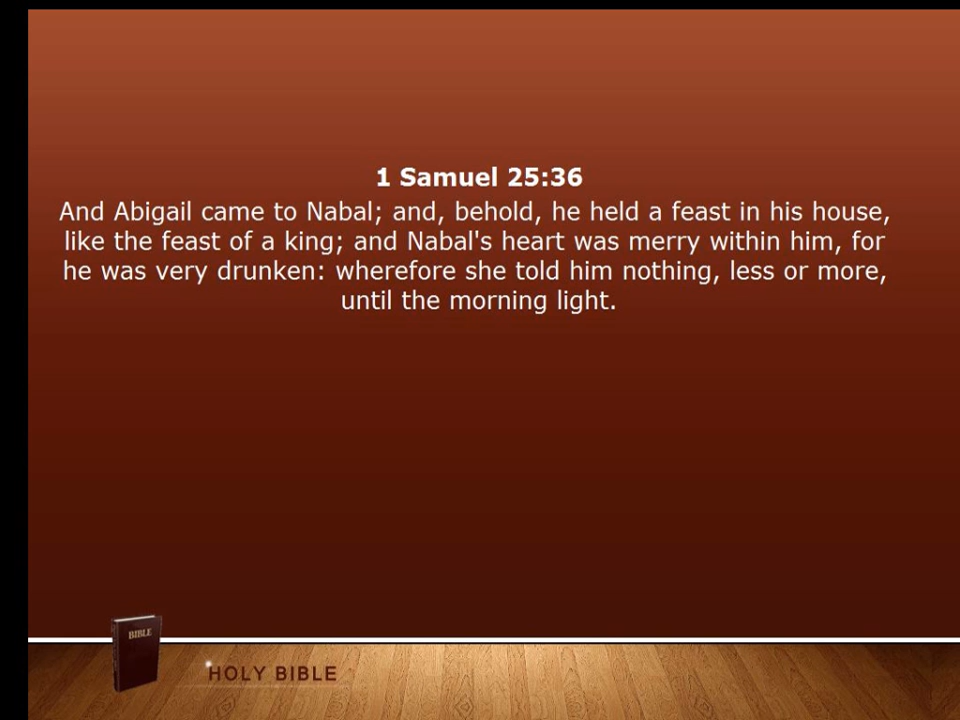 1 Samuel 25:36
And Abigail came to Nabal; and, behold, he held a feast in his house,
like the feast of a king; and Nabal's heart was merry within him, for
he was very drunken: wherefore she told him nothing, less or more,
until the morning light.
BIBLE
HOLY BIBLE